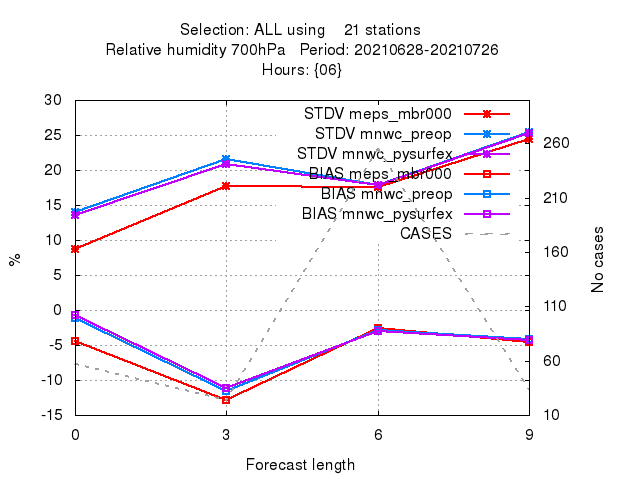 Selection: ALL using 21 stations
Relative humidity 700hPa Period: 20210628-20210726
Hours: {06}
30
25
20
15
10
5
0
-5
-10
-15
%
STDV meps_mbr000
STDV mnwc_preop
STDV mnwc_pysurfex
BIAS meps_mbr000
BIAS mnwc_preop
BIAS mnwc_pysurfex
CASES
260
210
160
110
60
10
No cases
0 3 6 9
Forecast length